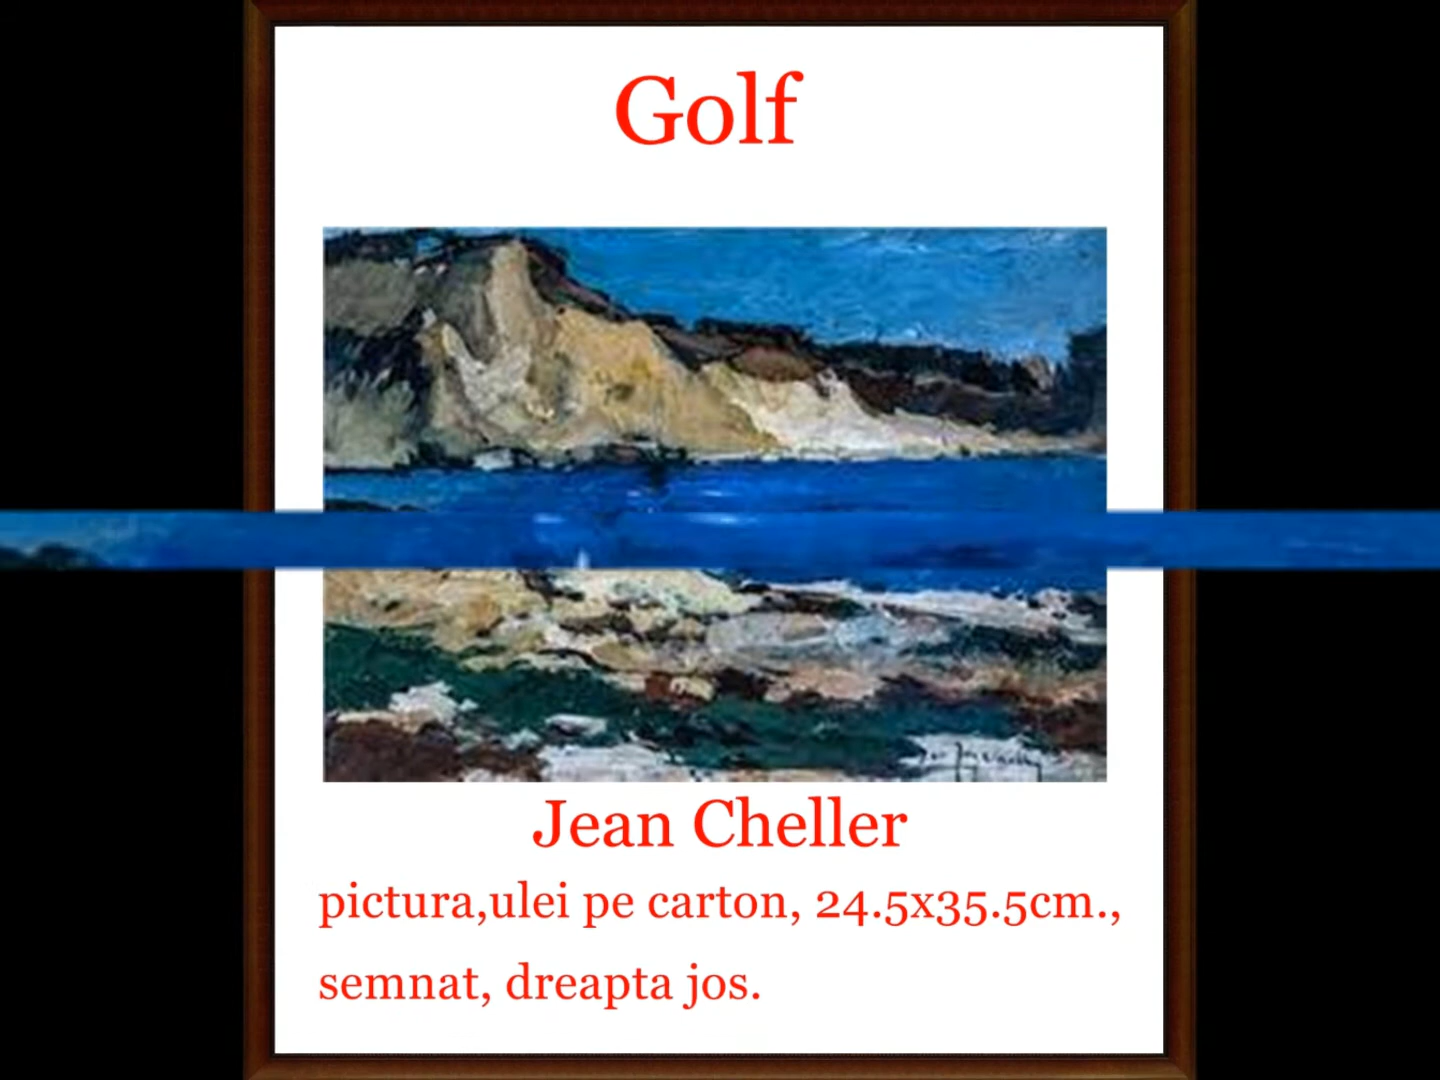 Golf
Jean Cheller
pictura,ulei pe carton, 24.5x35.5cm.,
semnat, dreapta jos.